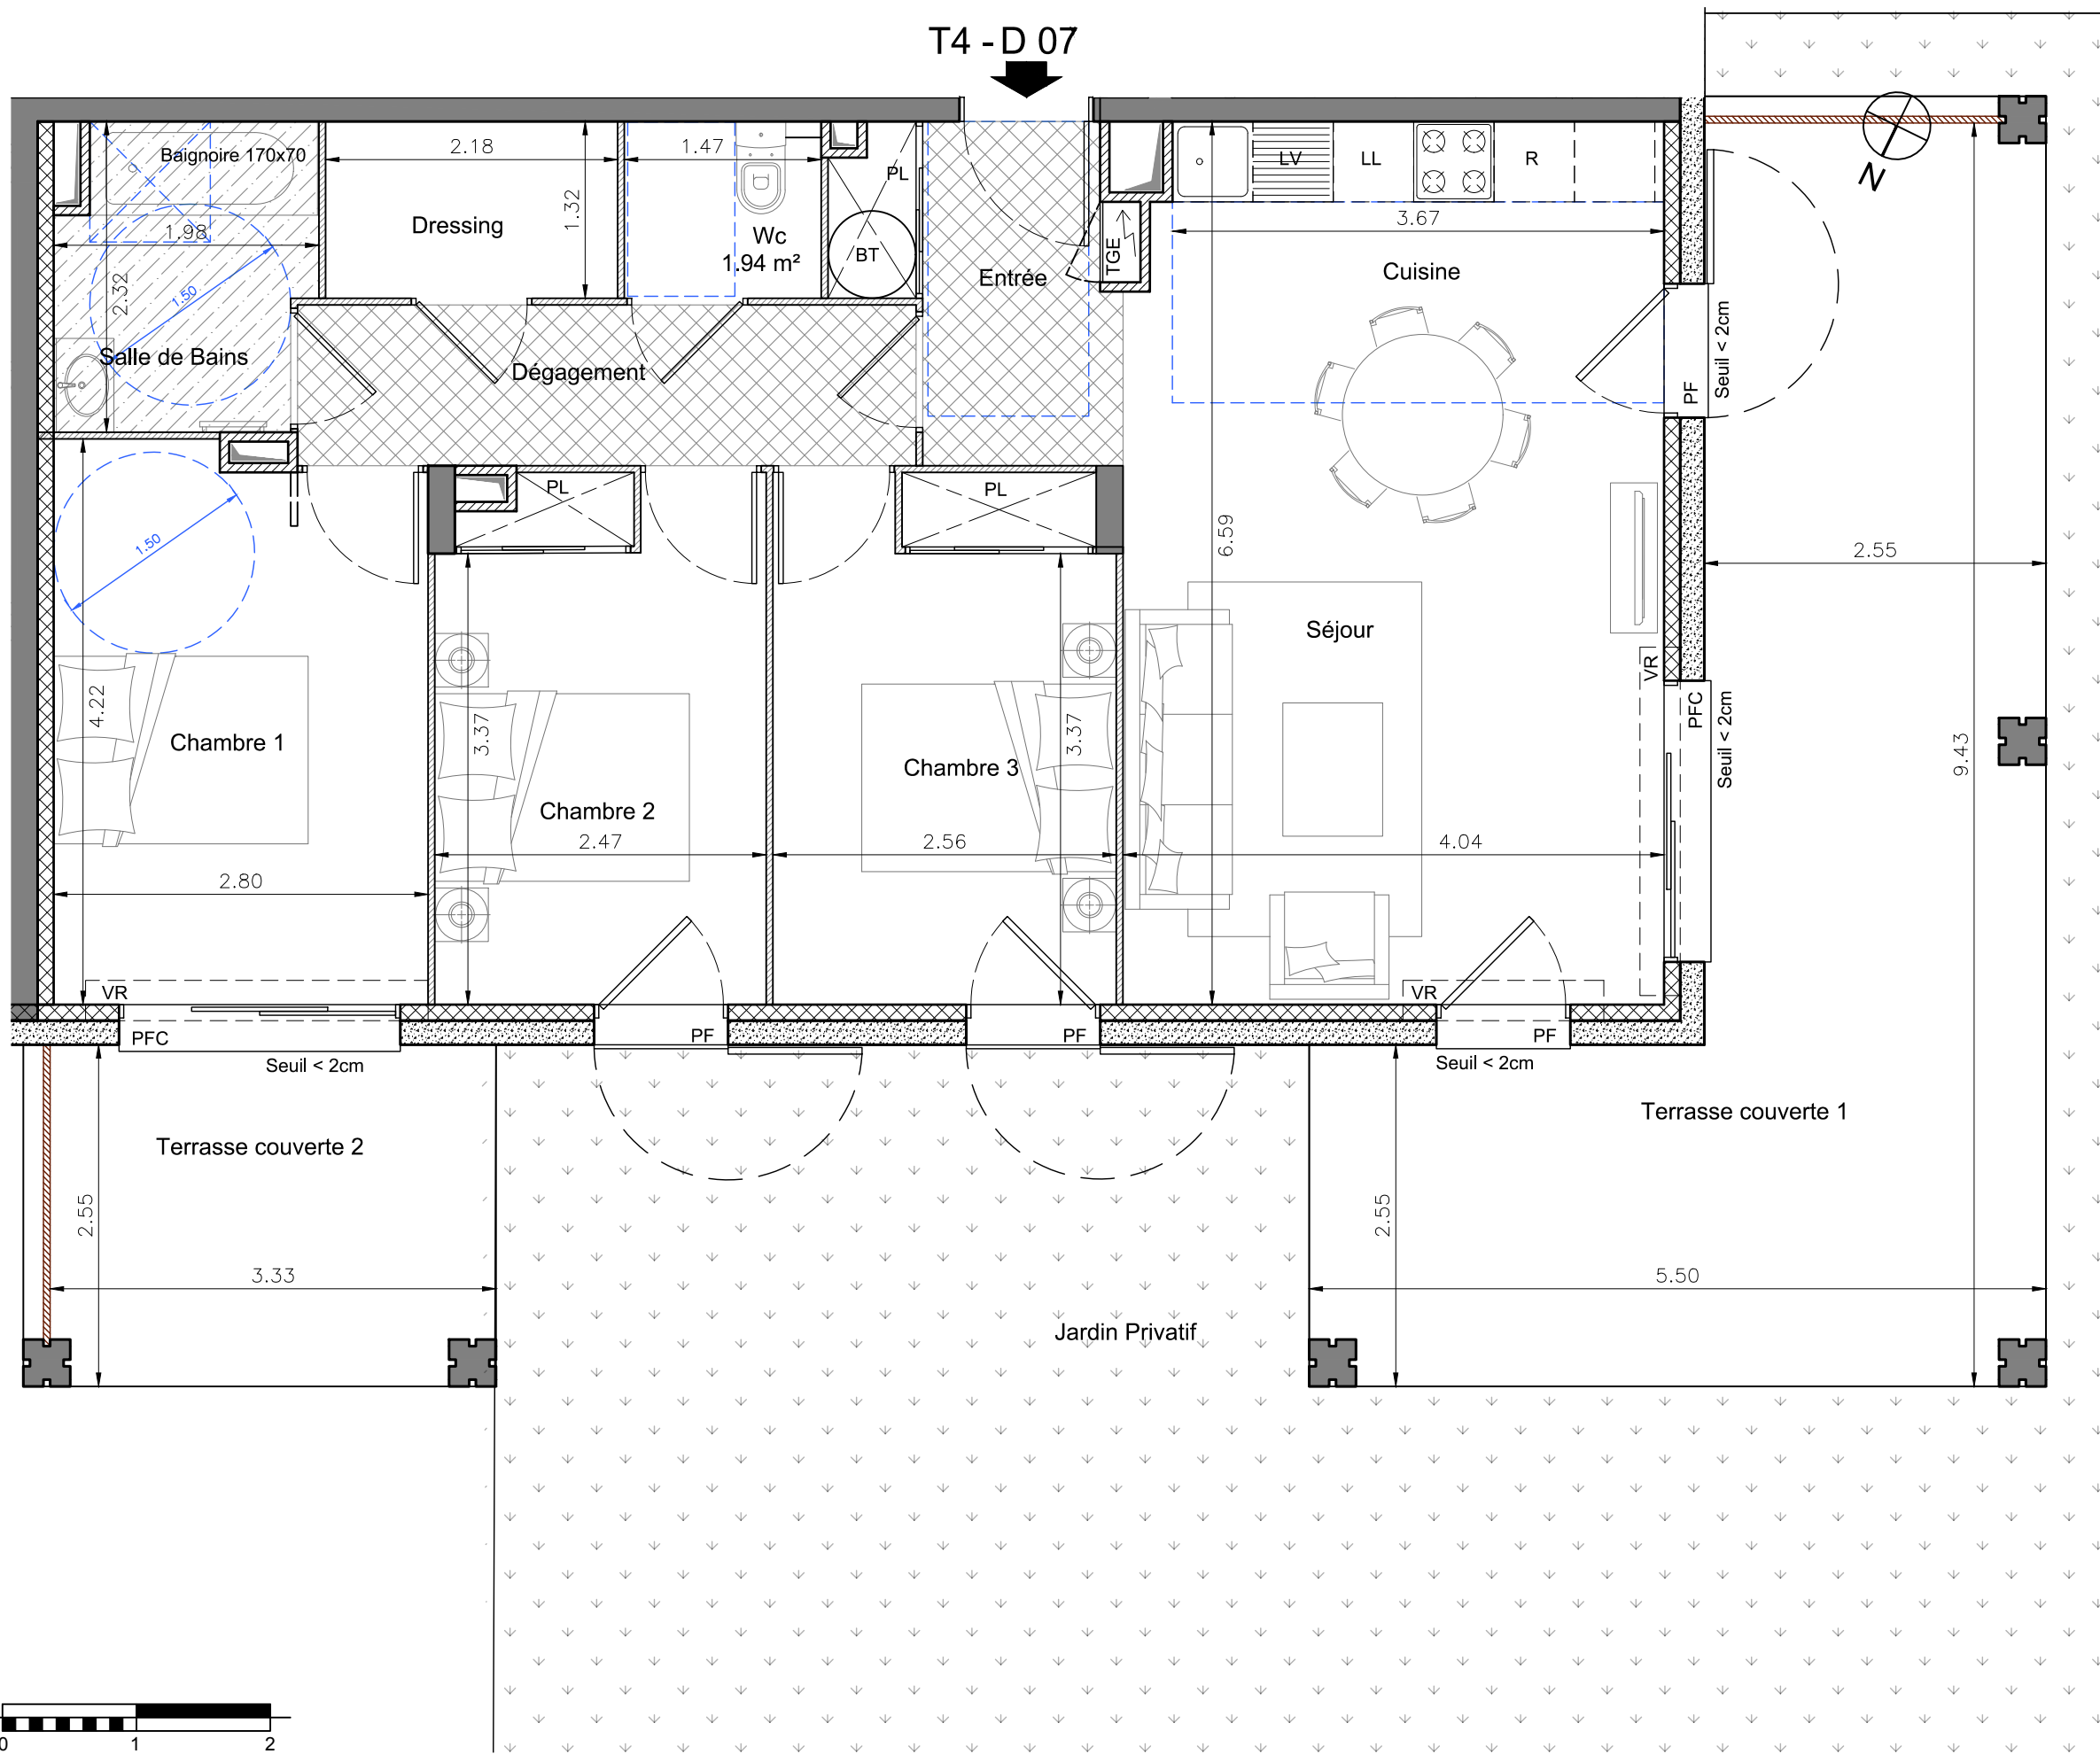 T4 - D 07
Baignoire 170x70
2.18
1.47
PL
LV
LL
R
N
1.98
Dressing
1.32
Wc
1.94 m²
BT
Entrée
TGE
3.67
Cuisine
1.50
2.32
Salle de Bains
Dégagement
PF
Seuil < 2cm
PL
PL
1.50
6.59
2.55
Séjour
VR
PFC
Seuil < 2cm
4.22
Chambre 1
3.37
Chambre 2
Chambre 3
3.37
9.43
2.80
2.47
2.56
4.04
VR
PFC
Seuil < 2cm
PF
PF
VR
PF
Seuil < 2cm
Terrasse couverte 2
2.55
3.33
Terrasse couverte 1
2.55
5.50
Jardin Privatif
0 1 2